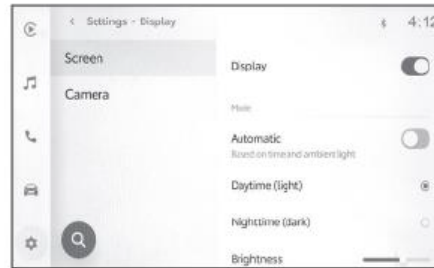 Settings - Display
4:12
Screen
Camera
Display
Mode
Automatic
Based on time and ambient light
Daytime (light)
Nighttime (dark)
Brightness